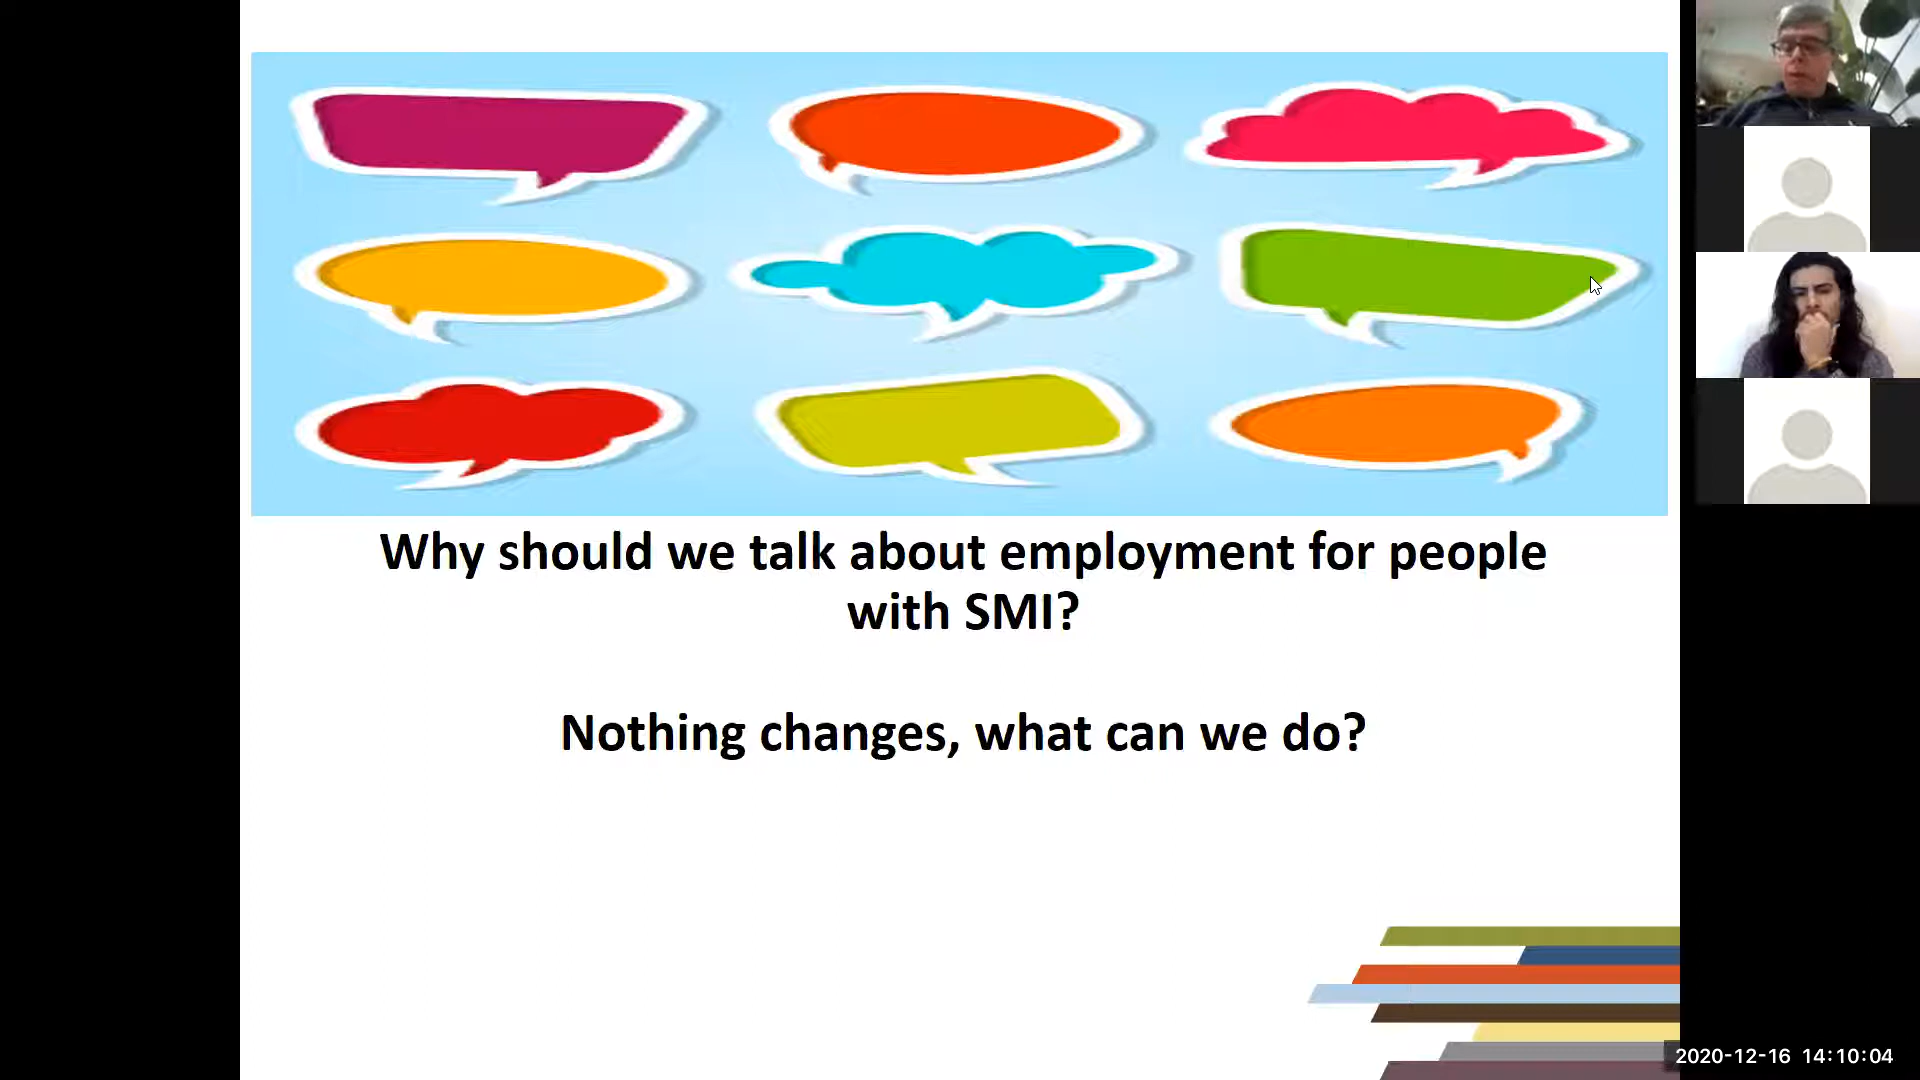 Why should we talk about employment for people
with SMI?
Nothing changes, what can we do?
2020-12-16 14:10:04